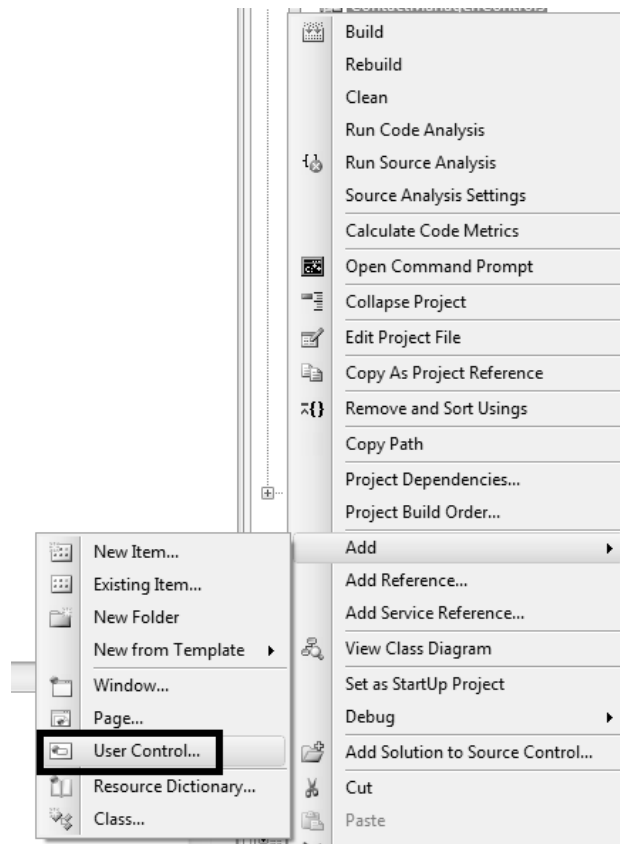 Build
Rebuild
Clean
Run Code Analysis
Run Source Analysis
Source Analysis Settings
Calculate Code Metrics
Open Command Prompt
Collapse Project
Edit Project File
Copy As Project Reference
Remove and Sort Usings
Copy Path
Project Dependencies...
Project Build Order...
Add
Add Reference...
Add Service Reference...
View Class Diagram
Set as StartUp Project
Debug
Add Solution to Source Control...
Cut
Paste
New Item...
Existing Item...
New Folder
New from Template
Window...
Page...
User Control...
Resource Dictionary...
Class...